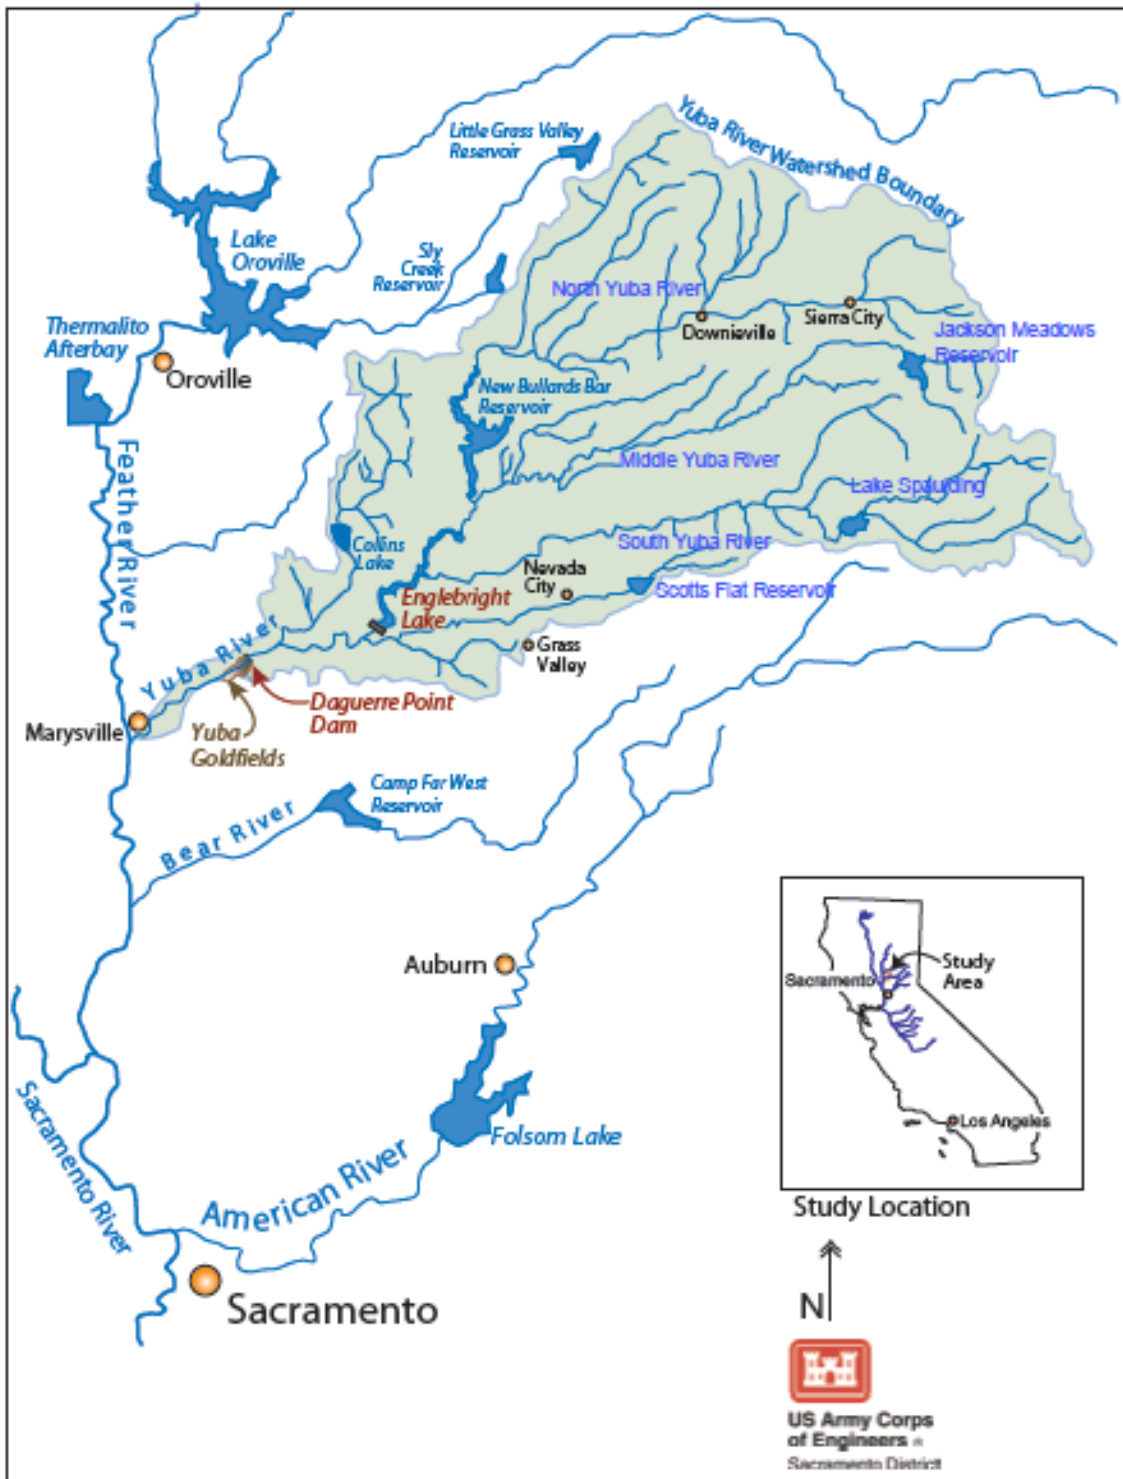 Little Grass Valley
Reservoir
Yuba River Watershed Boundary
Lake
Oroville
Sly
Creek
Reservoir
North Yuba River
Sierra City
Downieville
Jackson Meadows
Reservoir
Thermalito
Afterbay
Oroville
New Bullards Bar
Reservoir
Feather River
Middle Yuba River
Lake Spaulding
South Yuba River
Collins
Lake
Nevada
City
Scotts Flat Reservoir
Englebright
Lake
Grass
Valley
Yuba River
Daguerre Point
Dam
Marysville
Yuba
Goldfields
Camp Far West
Reservoir
Bear River
Auburn
Study
Area
Sacramento
Los Angeles
Sacramento River
Folsom Lake
American River
Study Location
Sacramento
N
US Army Corps
of Engineers ®
Sacramento District